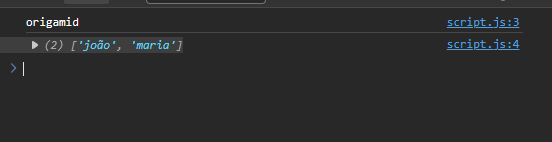 origamid script.js:3
(2) ['joão', 'maria'] script.js:4